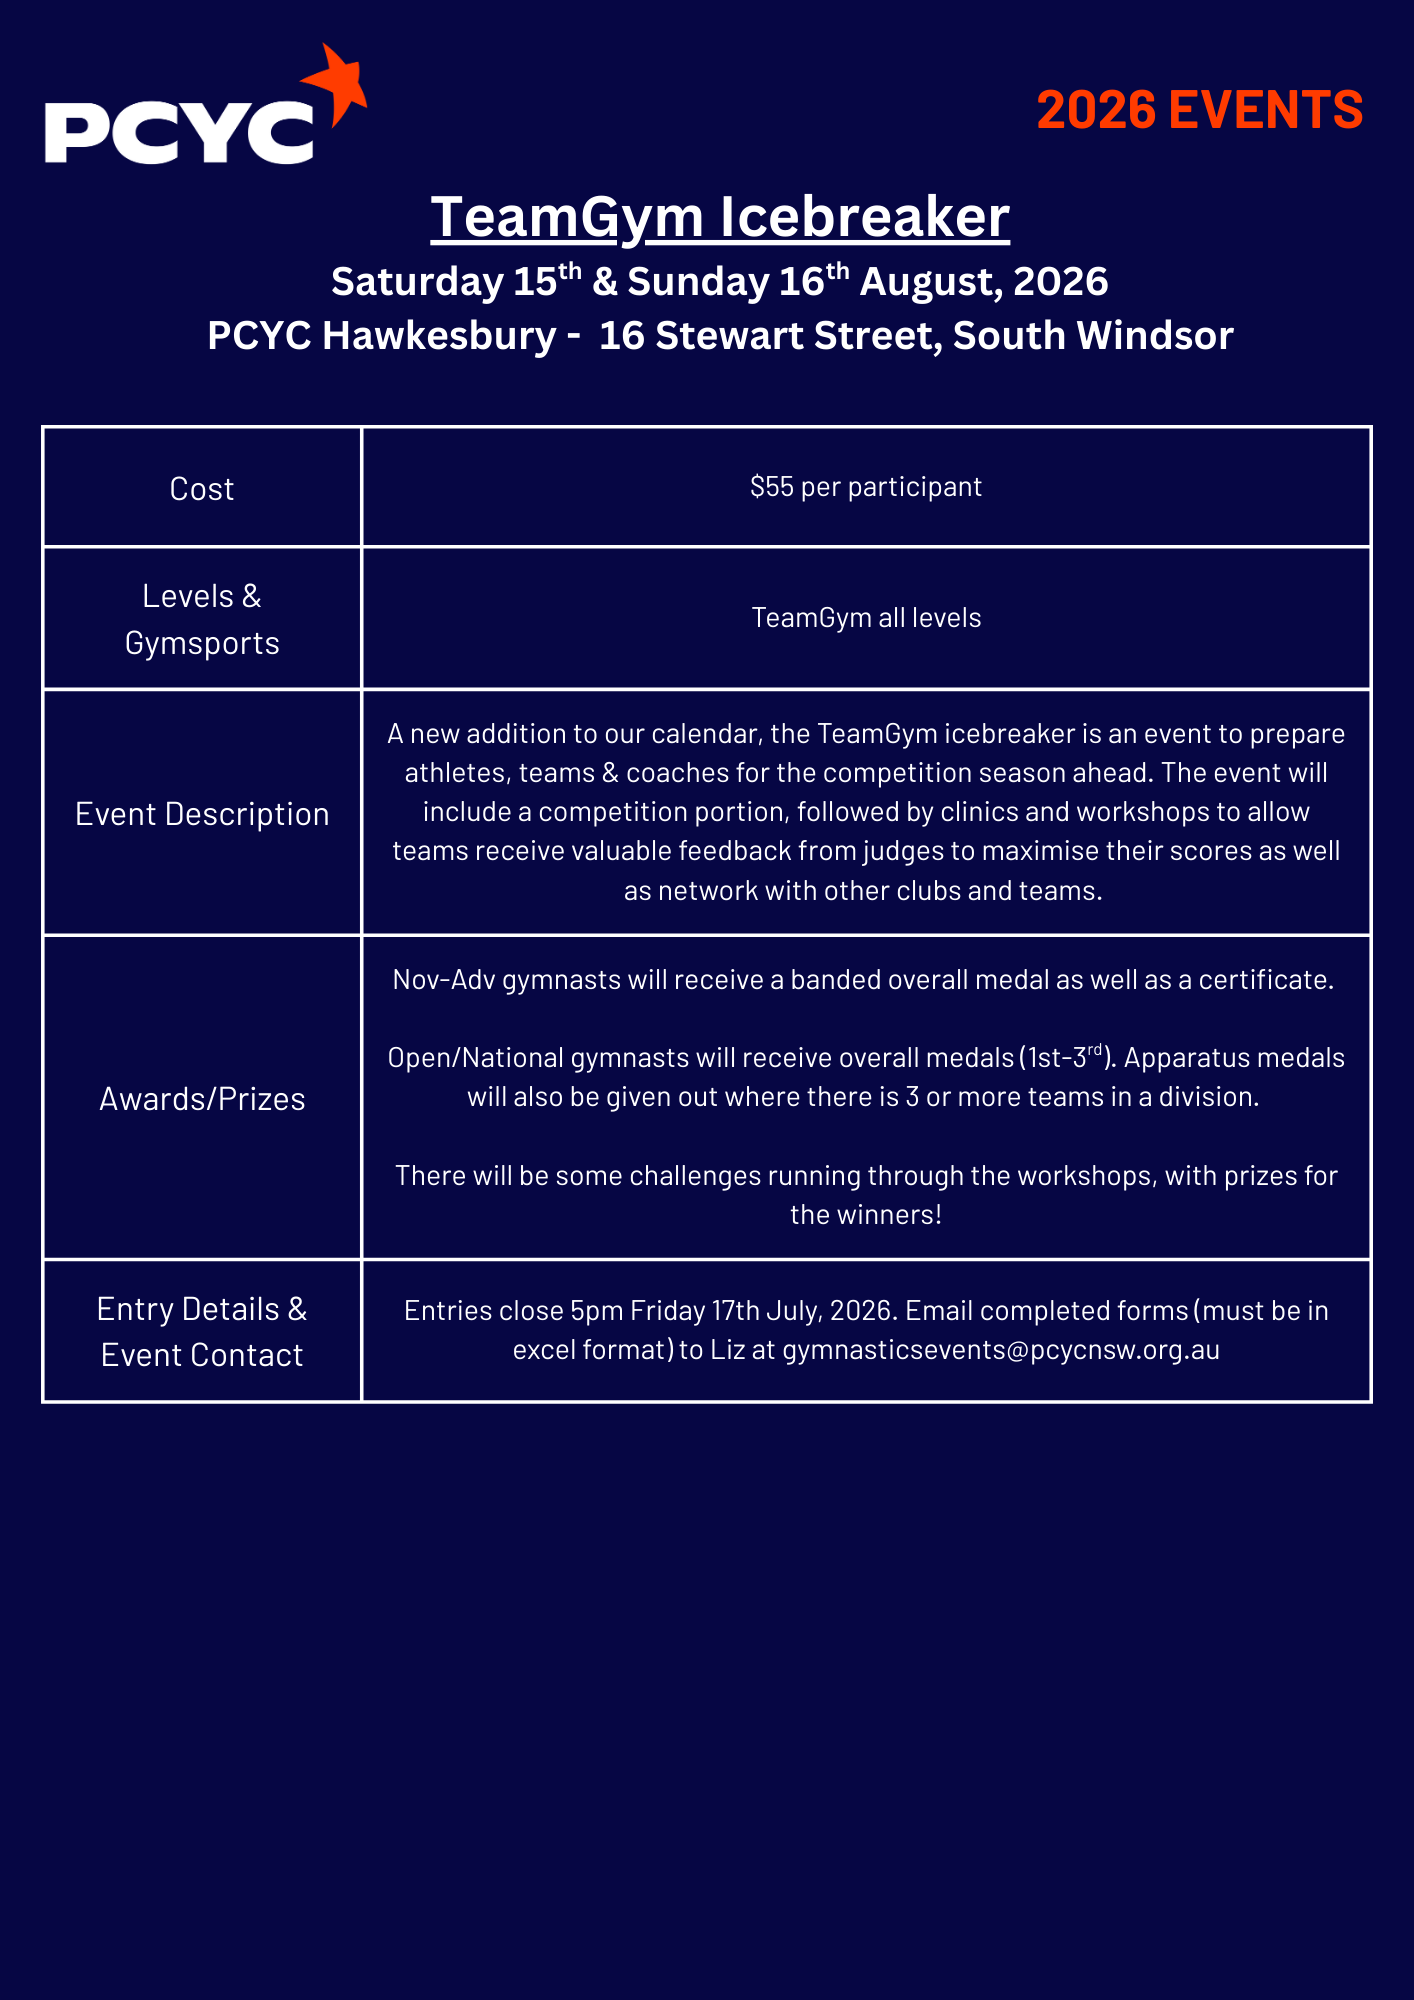 PCYC
2026 EVENTS
TeamGym Icebreaker
Saturday 15th & Sunday 16th August, 2026
PCYC Hawkesbury - 16 Stewart Street, South Windsor
Cost
$55 per participant
Levels &
Gymsports
TeamGym all levels
Event Description
A new addition to our calendar, the TeamGym icebreaker is an event to prepare
athletes, teams & coaches for the competition season ahead. The event will
include a competition portion, followed by clinics and workshops to allow
teams receive valuable feedback from judges to maximise their scores as well
as network with other clubs and teams.
Awards/Prizes
Nov-Adv gymnasts will receive a banded overall medal as well as a certificate.
Open/National gymnasts will receive overall medals (1st-3rd). Apparatus medals
will also be given out where there is 3 or more teams in a division.
There will be some challenges running through the workshops, with prizes for
the winners!
Entry Details &
Event Contact
Entries close 5pm Friday 17th July, 2026. Email completed forms (must be in
excel format) to Liz at gymnasticsevents@pcycnsw.org.au